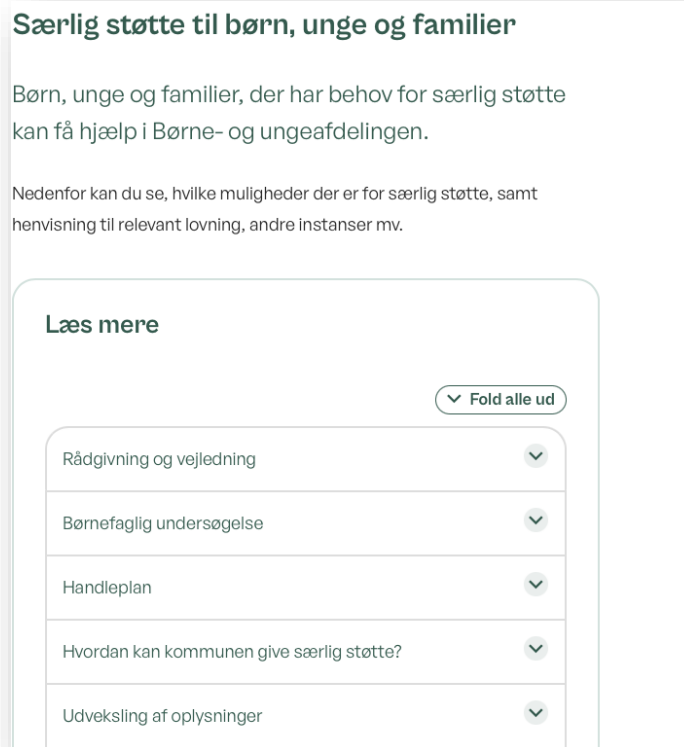 Særlig støtte til børn, unge og familier
Børn, unge og familier, der har behov for særlig støtte
kan få hjælp i Børne- og ungeafdelingen.
Nedenfor kan du se, hvilke muligheder der er for særlig støtte, samt
henvisning til relevant lovning, andre instanser mv.
Læs mere
Fold alle ud
Rådgivning og vejledning
Børnefaglig undersøgelse
Handleplan
Hvordan kan kommunen give særlig støtte?
Udveksling af oplysninger